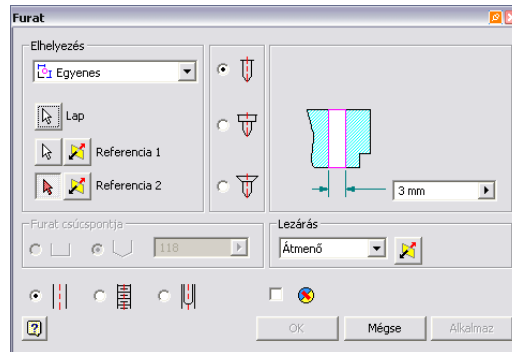 Furat
Elhelyezés
Egyenes
Lap
Referencia 1
Referencia 2
3 mm
Furat csúcspontja
118
Lezárás
Átmenő
OK
Mégse
Alkalmaz